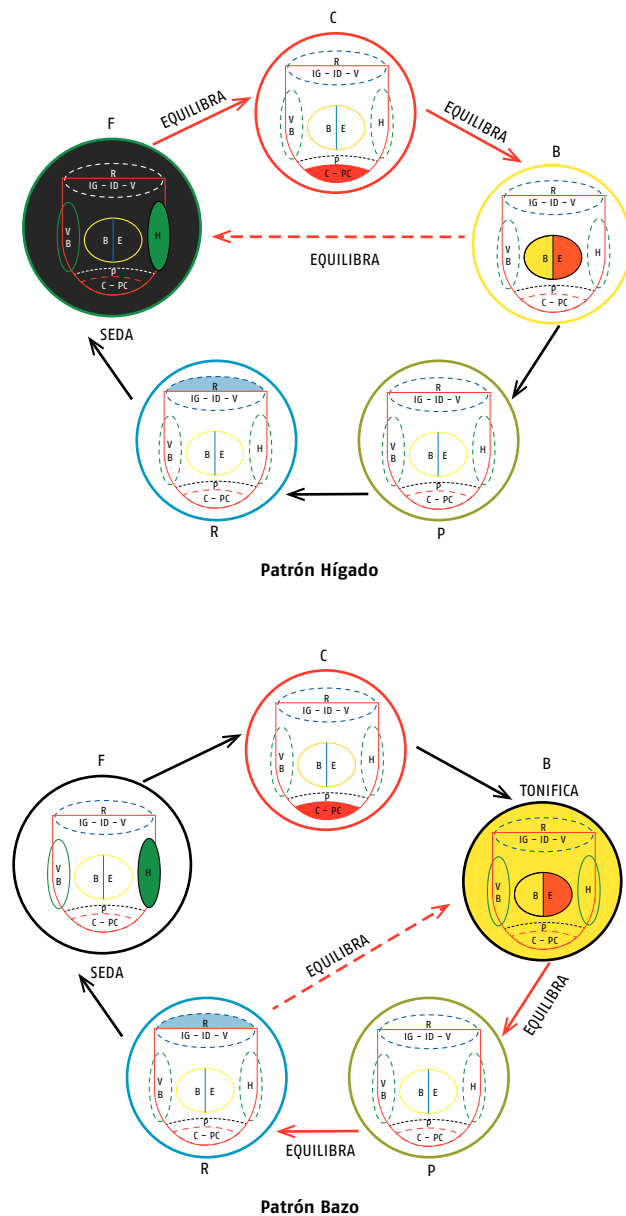 C
R
IG – ID – V
V
B
H
B
E
P
C – PC
EQUILIBRA
EQUILIBRA
F
R
IG – ID – V
V
B
H
B
E
P
C – PC
B
R
IG – ID – V
V
B
H
B
E
P
C – PC
EQUILIBRA
SEDA
R
IG – ID – V
V
B
H
B
E
P
C – PC
R
R
IG – ID – V
V
B
H
B
E
P
C – PC
P
Patrón Hígado
C
R
IG – ID – V
V
B
H
B
E
P
C – PC
F
R
IG – ID – V
V
B
H
B
E
P
C – PC
B
TONIFICA
R
IG – ID – V
V
B
H
B
E
P
C – PC
EQUILIBRA
EQUILIBRA
SEDA
R
IG – ID – V
V
B
H
B
E
P
C – PC
R
EQUILIBRA
R
IG – ID – V
V
B
H
B
E
P
C – PC
P
Patrón Bazo